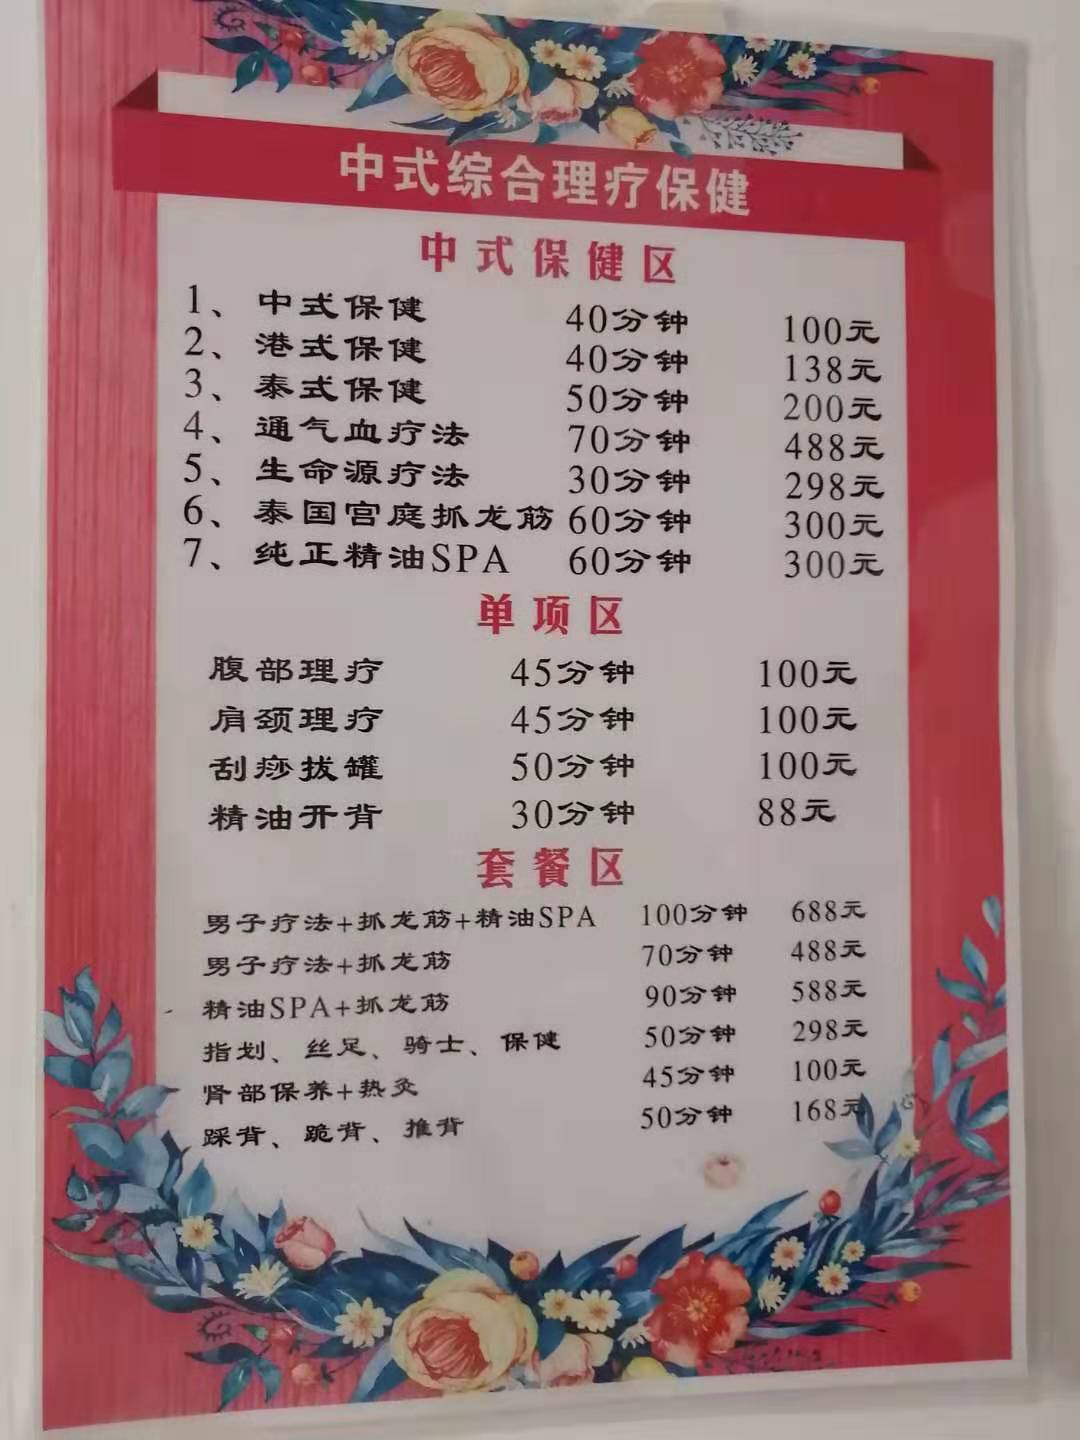 中式综合理疗保健
中式保健区
1、中式保健 40分钟 100元
2、港式保健 40分钟 138元
3、泰式保健 50分钟 200元
4、通气血疗法 70分钟 488元
5、生命源疗法 30分钟 298元
6、泰国宫庭抓龙筋 60分钟 300元
7、纯正精油SPA 60分钟 300元
单项区
腹部理疗 45分钟 100元
肩颈理疗 45分钟 100元
刮痧拔罐 50分钟 100元
精油开背 30分钟 88元
套餐区
男子疗法+抓龙筋+精油SPA 100分钟 688元
男子疗法+抓龙筋 70分钟 488元
精油SPA+抓龙筋 90分钟 588元
指划、丝足、骑士、保健 50分钟 298元
肾部保养+热灸 45分钟 100元
踩背、跪背、推背 50分钟 168元